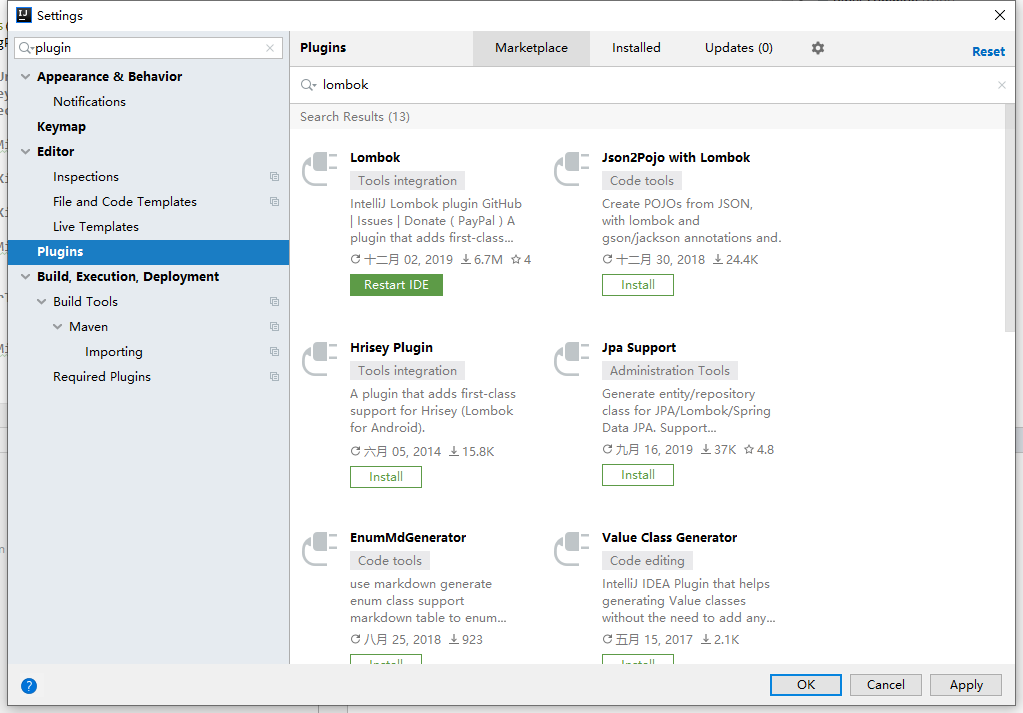 Settings
plugin
Appearance & Behavior
Notifications
Keymap
Editor
Inspections
File and Code Templates
Live Templates
Plugins
Build, Execution, Deployment
Build Tools
Maven
Importing
Required Plugins
Plugins
Marketplace
Installed
Updates (0)
Reset
lombok
Search Results (13)
Lombok
Tools integration
IntelliJ Lombok plugin GitHub
| Issues | Donate ( PayPal ) A
plugin that adds first-class...
十二月 02, 2019 6.7M 4
Restart IDE
Json2Pojo with Lombok
Code tools
Create POJOs from JSON,
with lombok and
gson/jackson annotations and.
十二月 30, 2018 24.4K
Install
Hrisey Plugin
Tools integration
A plugin that adds first-class
support for Hrisey (Lombok
for Android).
六月 05, 2014 15.8K
Install
Jpa Support
Administration Tools
Generate entity/repository
class for JPA/Lombok/Spring
Data JPA. Support...
九月 16, 2019 37K 4.8
Install
EnumMdGenerator
Code tools
use markdown generate
enum class support
markdown table to enum...
八月 25, 2018 923
Install
Value Class Generator
Code editing
IntelliJ IDEA Plugin that helps
generating Value classes
without the need to add any...
五月 15, 2017 2.1K
Install
?
OK
Cancel
Apply